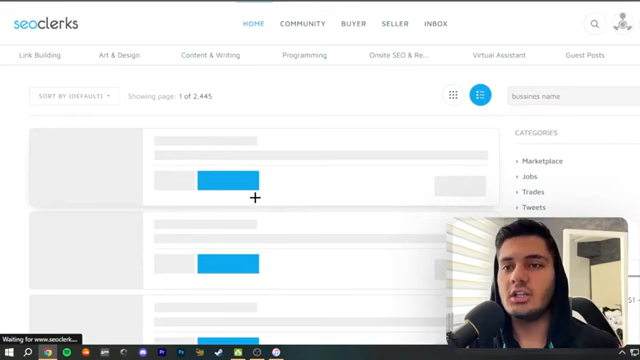 seoclerks
HOME COMMUNITY BUYER SELLER INBOX
Link Building Art & Design Content & Writing Programming Onsite SEO & Re... Virtual Assistant Guest Posts
SORT BY (DEFAULT) Showing page: 1 of 2,445 bussines name
CATEGORIES
Marketplace
Jobs
Trades
Tweets
$1 -
Waiting for www.seoclerk...